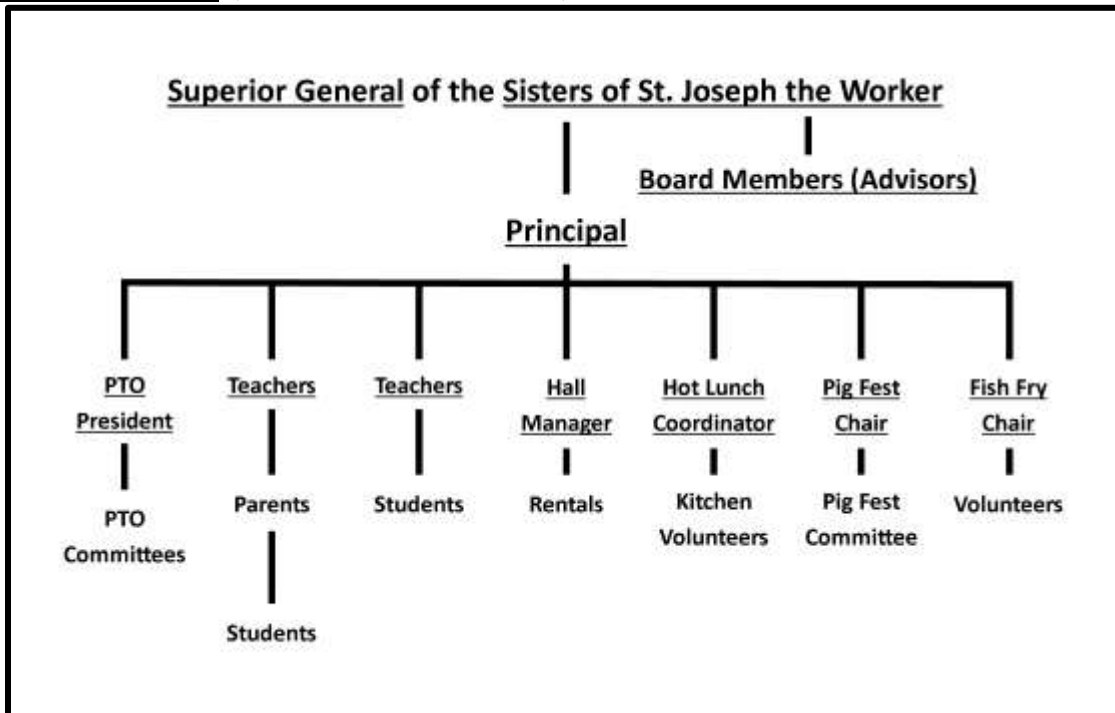 Superior General of the Sisters of St. Joseph the Worker
Board Members (Advisors)
Principal
PTO
President
Teachers
Teachers
Hall
Manager
Hot Lunch
Coordinator
Pig Fest
Chair
Fish Fry
Chair
PTO
Committees
Parents
Students
Rentals
Kitchen
Volunteers
Pig Fest
Committee
Volunteers
Students